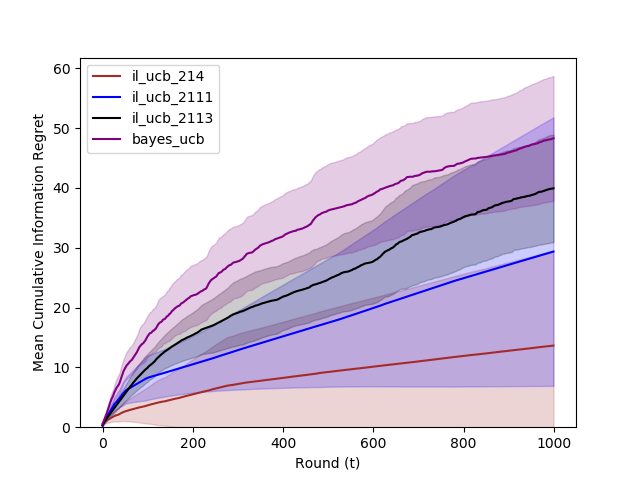 il_ucb_214
il_ucb_2111
il_ucb_2113
bayes_ucb
Mean Cumulative Information Regret
60
50
40
30
20
10
0
0 200 400 600 800 1000
Round (t)